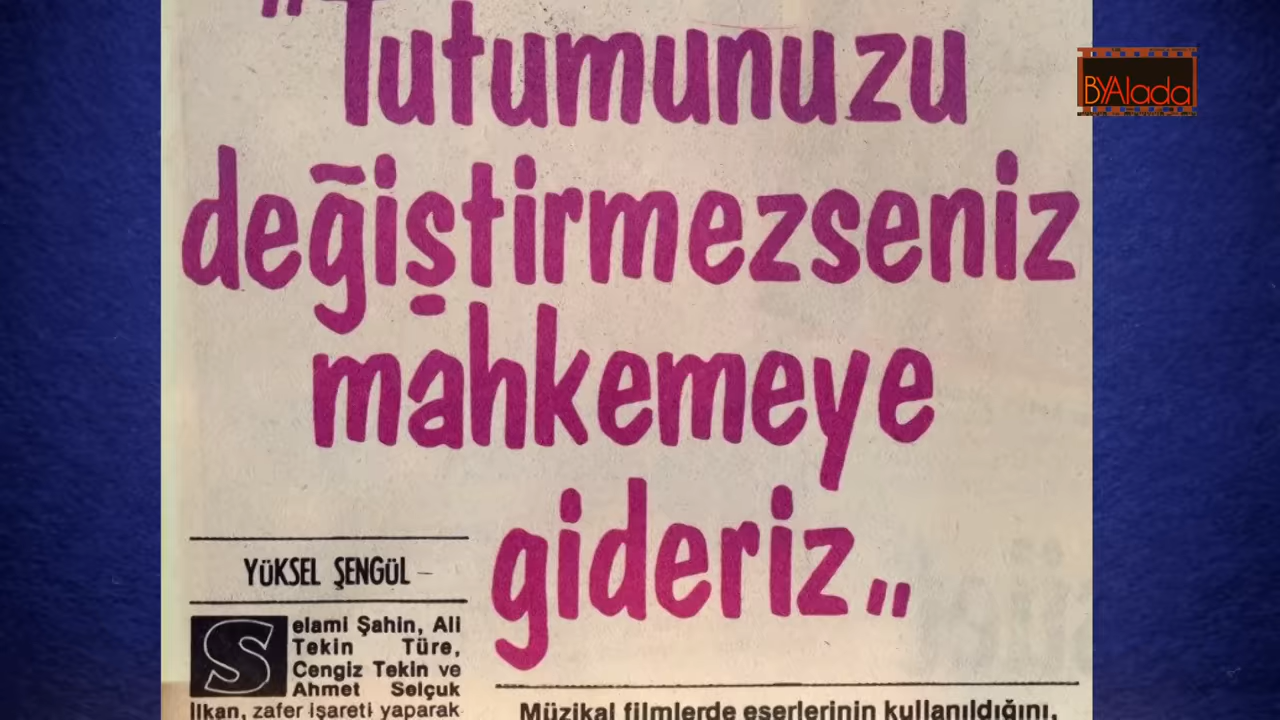 "Tutumunuzu
değiştirmezseniz
mahkemeye
gideriz„
YÜKSEL ŞENGÜL
Selami Şahin, Ali
Tekin Türe,
Cengiz Tekin ve
Ahmet Selçuk
İlkan, zafer işareti yaparak
Müzikal filmlerde eserlerinin kullanıldığını,
BYAlada